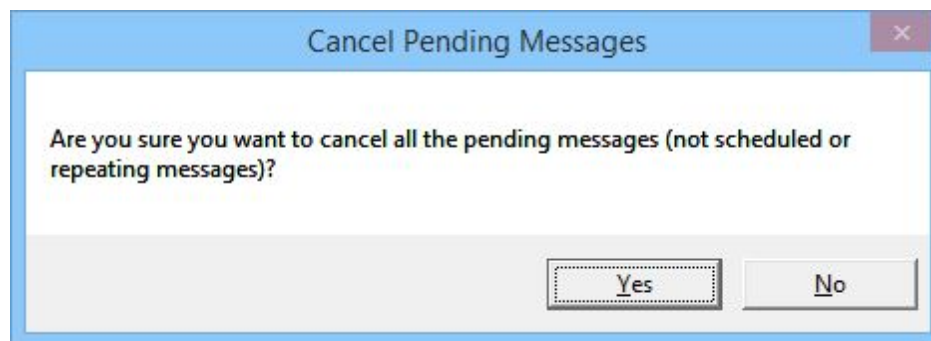 Cancel Pending Messages
Are you sure you want to cancel all the pending messages (not scheduled or
repeating messages)?
Yes
No